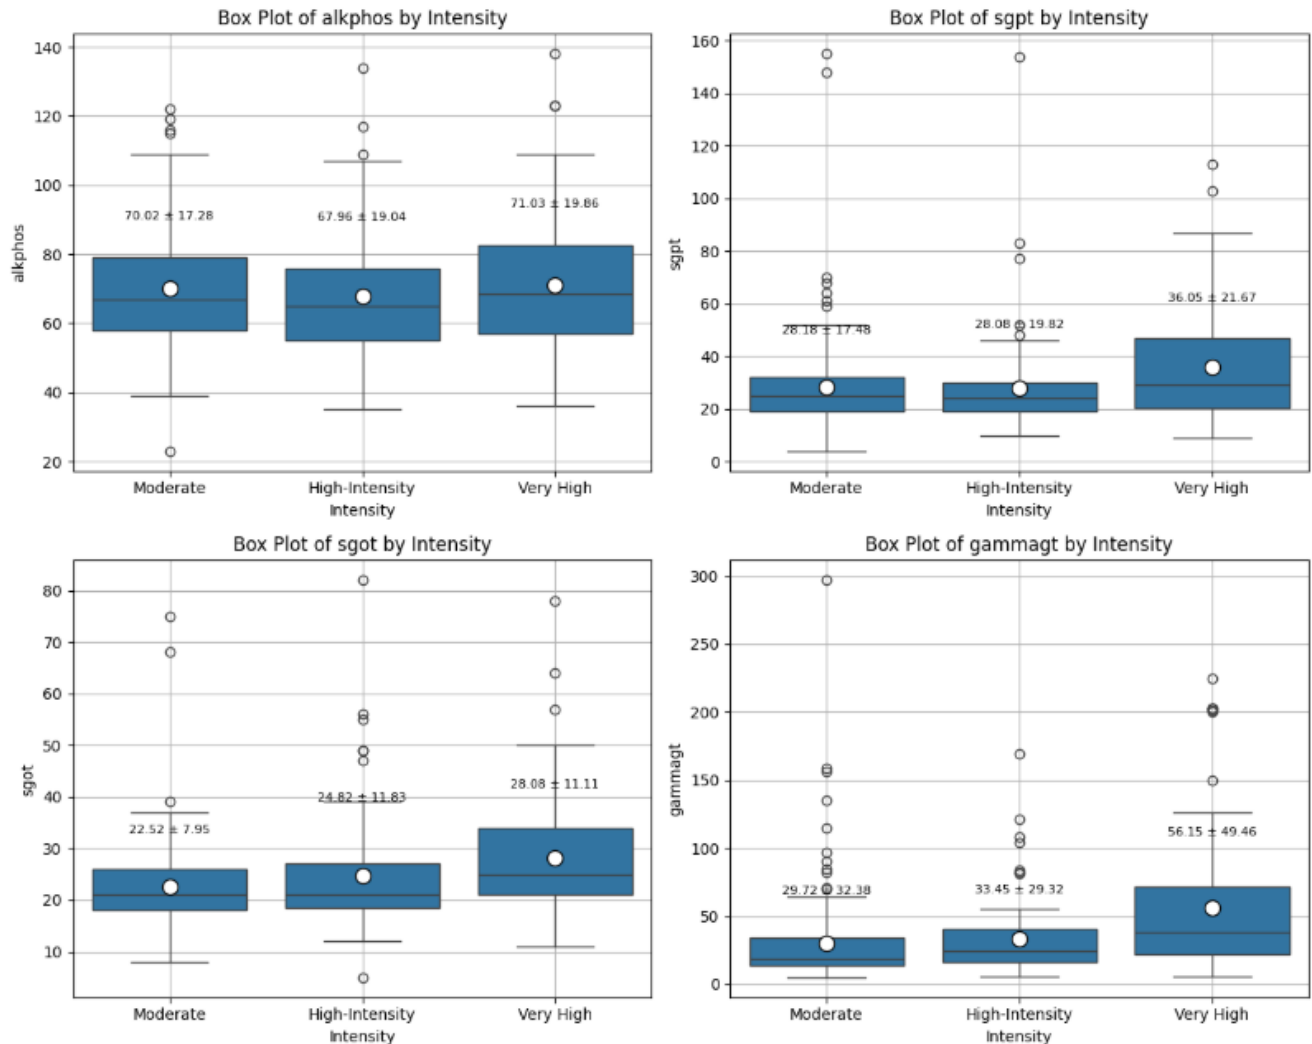 Box Plot of alkphos by Intensity
140
120
100
80
60
40
20
alkphos
70.02 ± 17.28
67.96 ± 19.04
71.03 ± 19.86
Moderate
High-Intensity
Very High
Intensity
Box Plot of sgpt by Intensity
160
140
120
100
80
60
40
20
0
sgpt
28.18 ± 17.48
28.08 ± 19.82
36.05 ± 21.67
Moderate
High-Intensity
Very High
Intensity
Box Plot of sgot by Intensity
80
70
60
50
40
30
20
10
sgot
22.52 ± 7.95
24.82 ± 11.83
28.08 ± 11.11
Moderate
High-Intensity
Very High
Intensity
Box Plot of gammagt by Intensity
300
250
200
150
100
50
0
gammagt
29.72 ± 32.38
33.45 ± 29.32
56.15 ± 49.46
Moderate
High-Intensity
Very High
Intensity